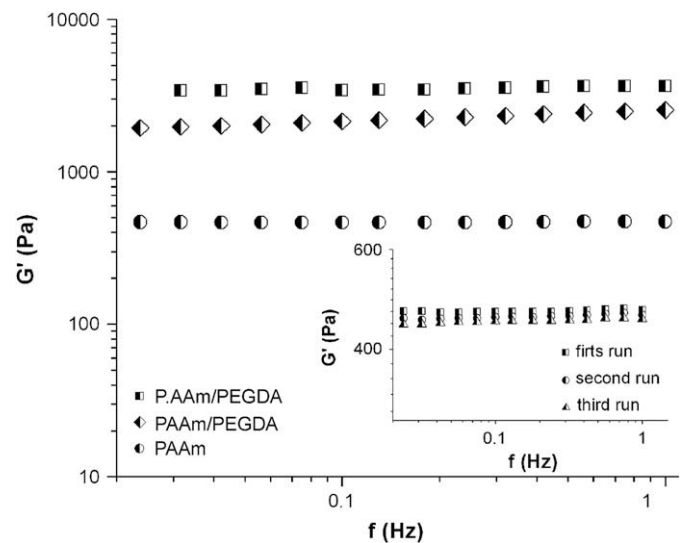 10000
1000
100
10
G' (Pa)
P.AAm/PEGDA
PAAm/PEGDA
PAAm
0.1
1
f (Hz)
600
400
G' (Pa)
firts run
second run
third run
0.1
1
f (Hz)